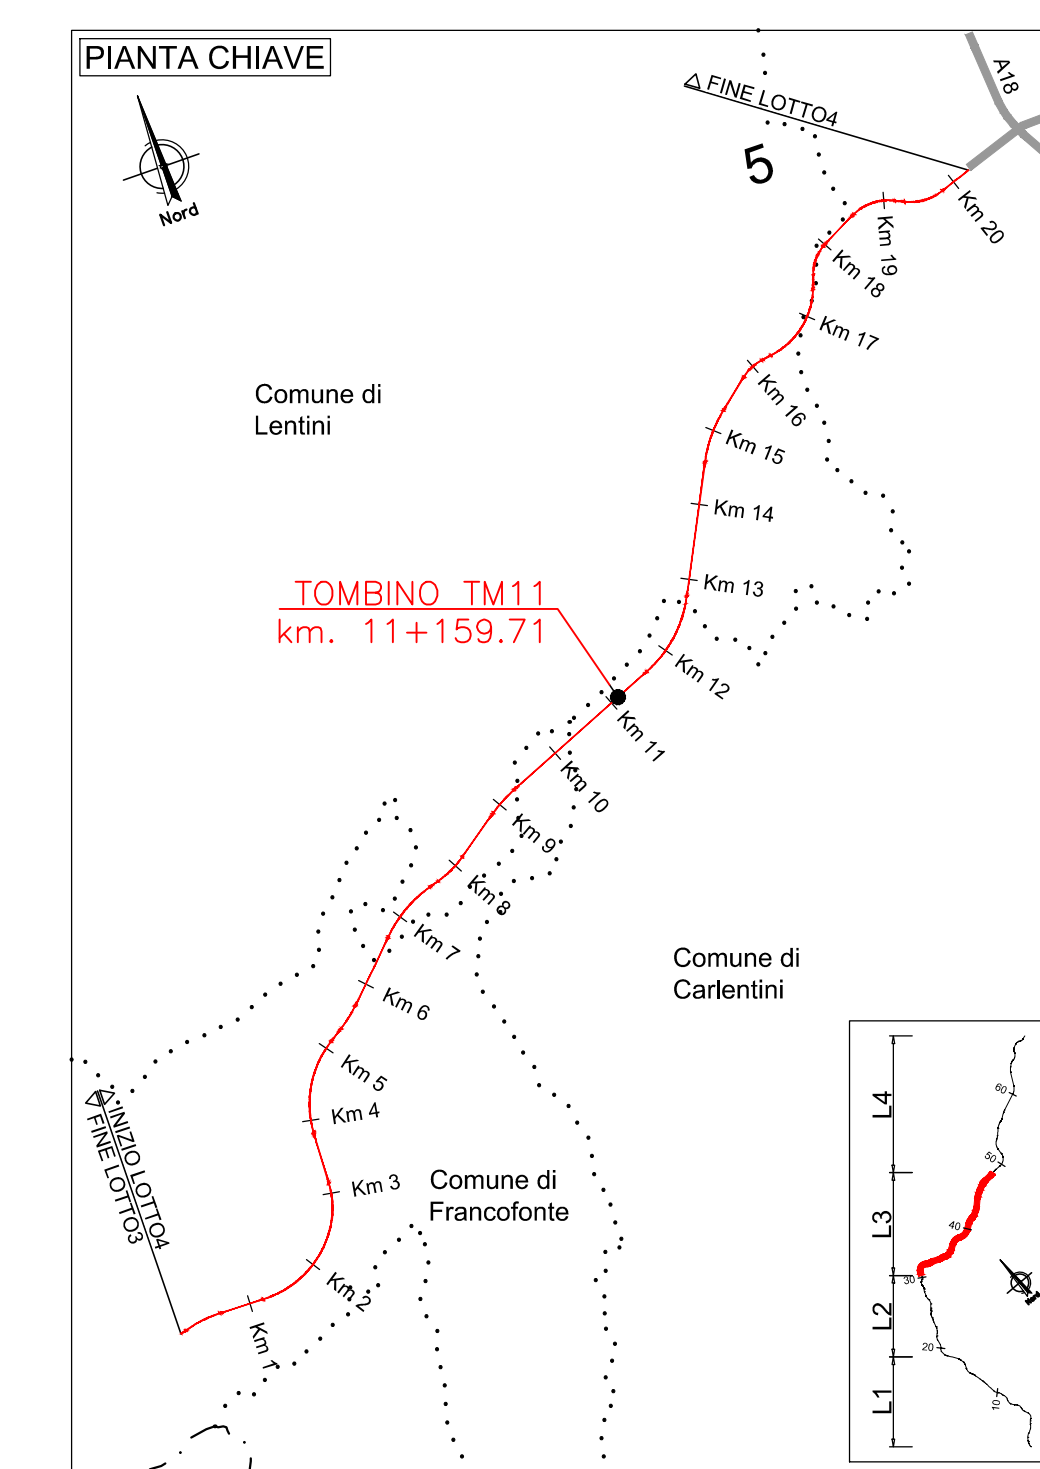 PIANTA CHIAVE
Nord
FINE LOTTO4
A18
5
Km 20
Km 19
Km 18
Km 17
Km 16
Km 15
Km 14
Km 13
Km 12
Km 11
Km 10
Km 9
Km 8
Km 7
Km 6
Km 5
Km 4
Km 3
Km 2
Km 1
Comune di
Lentini
TOMBINO TM11
km. 11+159.71
Comune di
Carlentini
INIZIO LOTTO4
FINE LOTTO3
Comune di
Francofonte
L4
L3
L2
L1
60
50
40
30
20
10